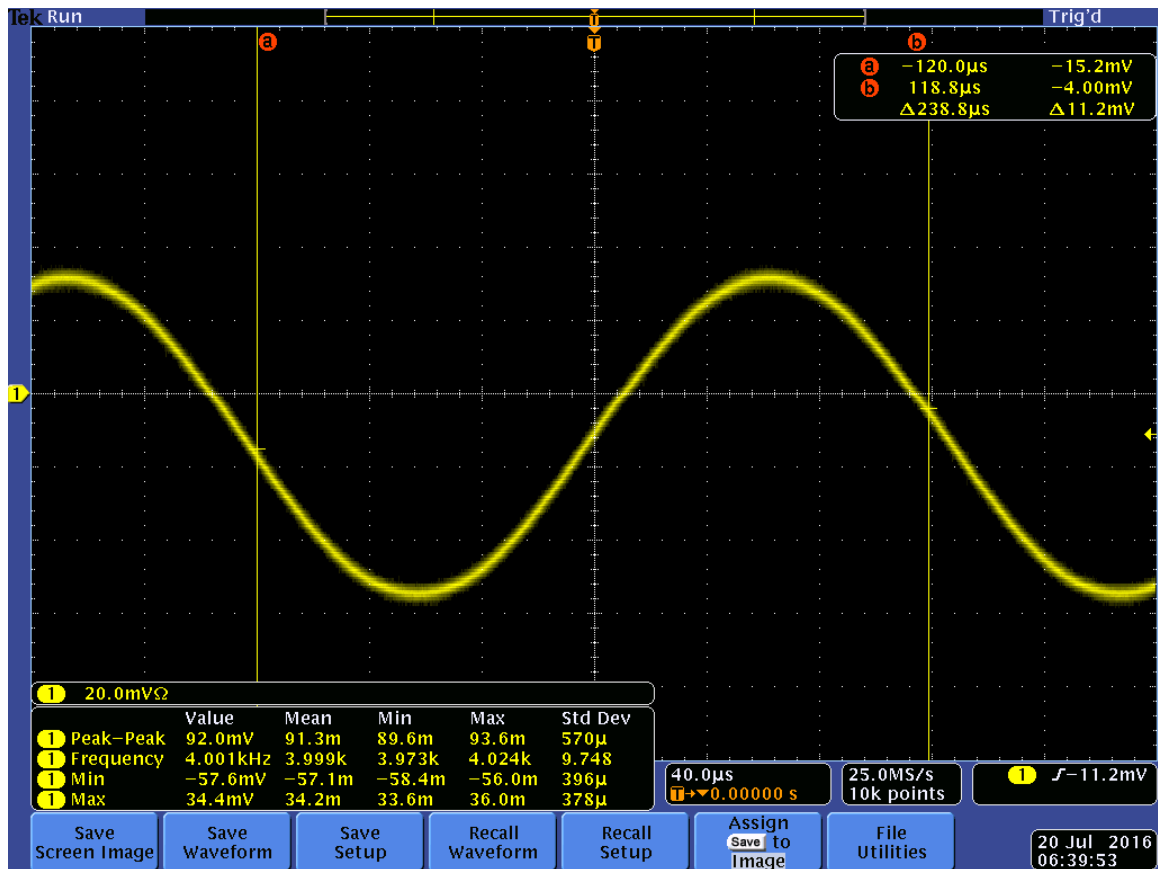 Tek Run Trig'd
a T b
T
a −120.0µs −15.2mV
b 118.8µs −4.00mV
Δ238.8µs Δ11.2mV
1
1 20.0mVΩ
Value Mean Min Max Std Dev
1 Peak−Peak 92.0mV 91.3m 89.6m 93.6m 570µ
1 Frequency 4.001kHz 3.999k 3.973k 4.024k 9.748
1 Min −57.6mV −57.1m −58.4m −56.0m 396µ
1 Max 34.4mV 34.2m 33.6m 36.0m 378µ
40.0µs
T→▼0.00000 s
25.0MS/s
10k points
1 ʃ−11.2mV
Save
Screen Image
Save
Waveform
Save
Setup
Recall
Waveform
Recall
Setup
Assign
Save to
Image
File
Utilities
20 Jul 2016
06:39:53